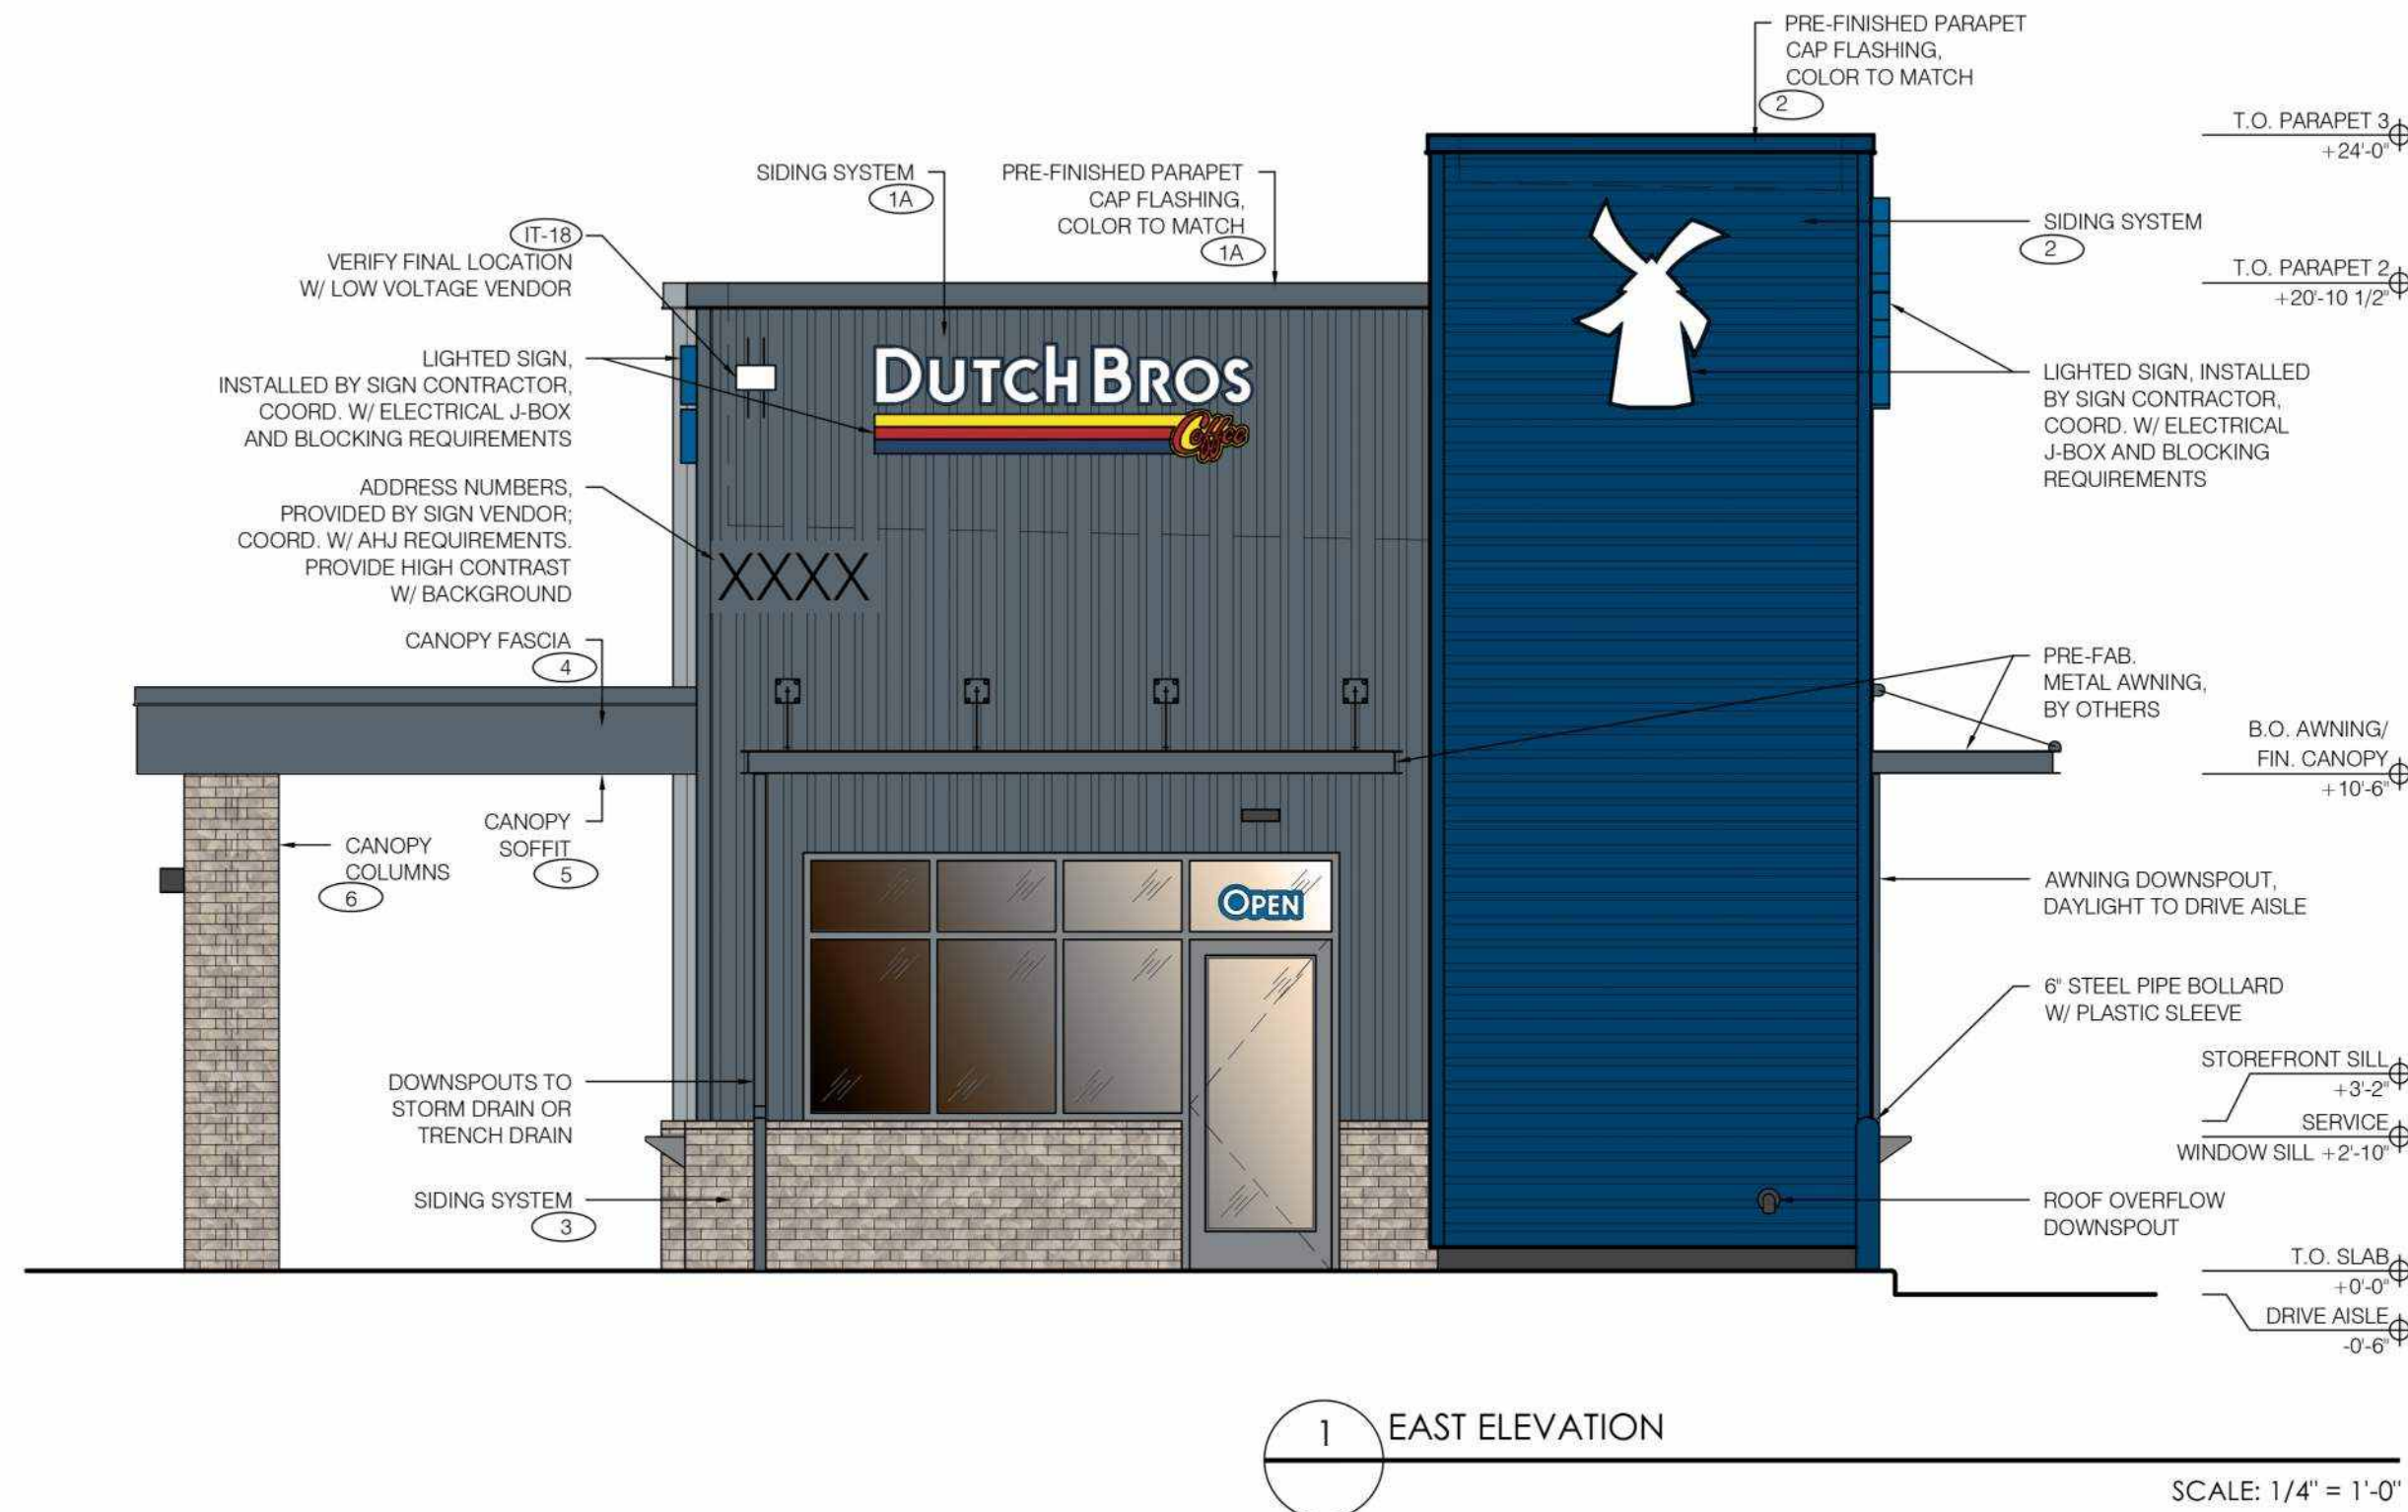 PRE-FINISHED PARAPET
CAP FLASHING,
COLOR TO MATCH
2
T.O. PARAPET 3
+24'-0"
SIDING SYSTEM
1A
PRE-FINISHED PARAPET
CAP FLASHING,
COLOR TO MATCH
1A
IT-18
VERIFY FINAL LOCATION
W/ LOW VOLTAGE VENDOR
SIDING SYSTEM
2
T.O. PARAPET 2
+20'-10 1/2"
LIGHTED SIGN,
INSTALLED BY SIGN CONTRACTOR,
COORD. W/ ELECTRICAL J-BOX
AND BLOCKING REQUIREMENTS
DUTCH BROS
Coffee
LIGHTED SIGN, INSTALLED
BY SIGN CONTRACTOR,
COORD. W/ ELECTRICAL
J-BOX AND BLOCKING
REQUIREMENTS
ADDRESS NUMBERS,
PROVIDED BY SIGN VENDOR;
COORD. W/ AHJ REQUIREMENTS.
PROVIDE HIGH CONTRAST
W/ BACKGROUND
XXXX
CANOPY FASCIA
4
PRE-FAB.
METAL AWNING,
BY OTHERS
B.O. AWNING/
FIN. CANOPY
+10'-6"
CANOPY
SOFFIT
5
CANOPY
COLUMNS
6
OPEN
AWNING DOWNSPOUT,
DAYLIGHT TO DRIVE AISLE
6" STEEL PIPE BOLLARD
W/ PLASTIC SLEEVE
DOWNSPOUTS TO
STORM DRAIN OR
TRENCH DRAIN
STOREFRONT SILL
+3'-2"
SERVICE
WINDOW SILL +2'-10"
SIDING SYSTEM
3
ROOF OVERFLOW
DOWNSPOUT
T.O. SLAB
+0'-0"
DRIVE AISLE
-0'-6"
1
EAST ELEVATION
SCALE: 1/4" = 1'-0"